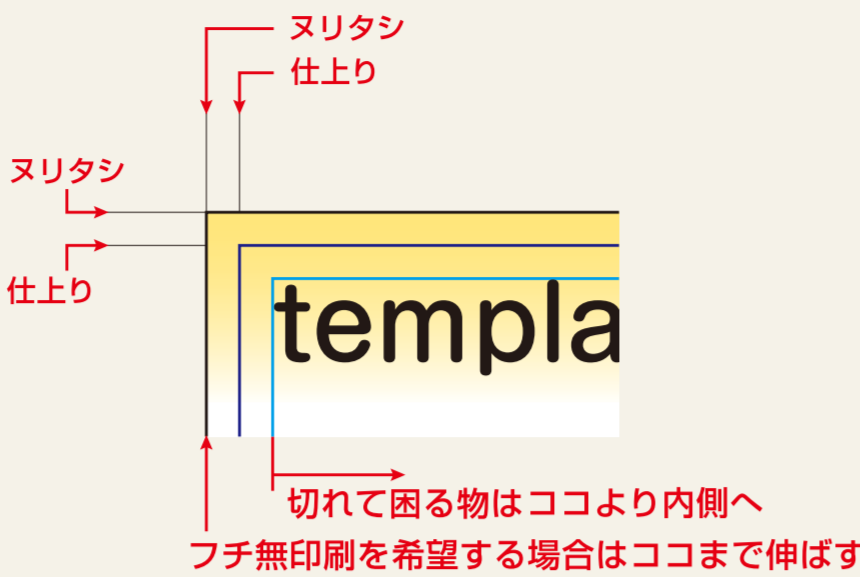 ヌリタシ
仕上り
ヌリタシ
仕上り
templa
切れて困る物はココより内側へ
フチ無印刷を希望する場合はココまで伸ばす